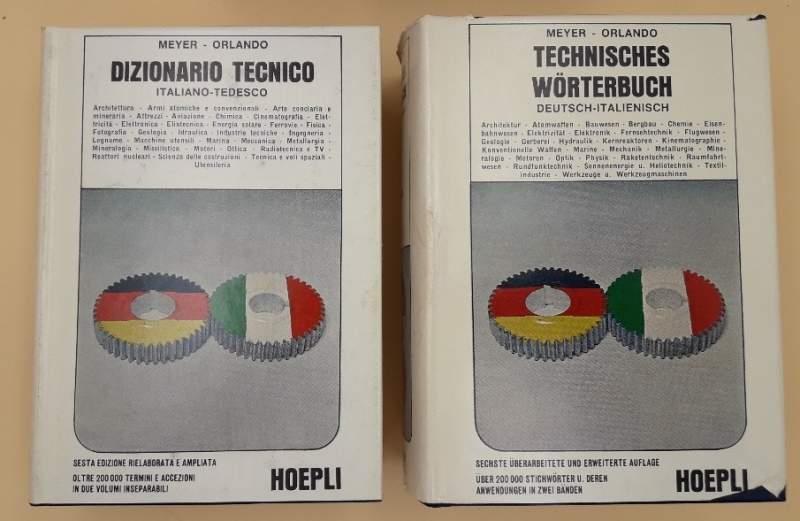 MEYER - ORLANDO
DIZIONARIO TECNICO
ITALIANO-TEDESCO
Architettura - Armi atomiche e convenzionali - Arte conciaria e
mineraria - Attrezzi - Aviazione - Chimica - Cinematografia - Elet-
tricità - Elettronica - Eliotecnica - Energia solare - Ferrovie - Fisica
Fotografia - Geologia - Idraulica - Industrie tecniche - Ingegneria
Legname - Macchine utensili - Marina - Meccanica - Metallurgia -
Mineralogia - Missilistica - Motori - Ottica - Radiotecnica e TV -
Reattori nucleari - Scienza delle costruzioni - Tecnica e voli spaziali -
Utensileria
SESTA EDIZIONE RIELABORATA E AMPLIATA
OLTRE 200 000 TERMINI E ACCEZIONI
IN DUE VOLUMI INSEPARABILI
HOEPLI
MEYER - ORLANDO
TECHNISCHES
WÖRTERBUCH
DEUTSCH-ITALIENISCH
Architektur - Atomwaffen - Bauwesen - Bergbau - Chemie - Eisen-
bahnwesen - Elektrizität - Elektronik - Fernsehtechnik - Flugwesen -
Geologie - Gerberei - Hydraulik - Kernreaktoren - Kinematographie -
Konventionelle Waffen - Marine - Mechanik - Metallurgie - Mine-
ralogie - Motoren - Optik - Physik - Raketentechnik - Raumfahrt-
wesen - Rundfunktechnik - Sonnenenergie u. Heliotechnik - Textil-
industrie - Werkzeuge u. Werkzeugmaschinen
SECHSTE ÜBERARBEITETE UND ERWEITERTE AUFLAGE
ÜBER 200 000 STICHWÖRTER U. DEREN
ANWENDUNGEN IN ZWEI BÄNDEN
HOEPLI